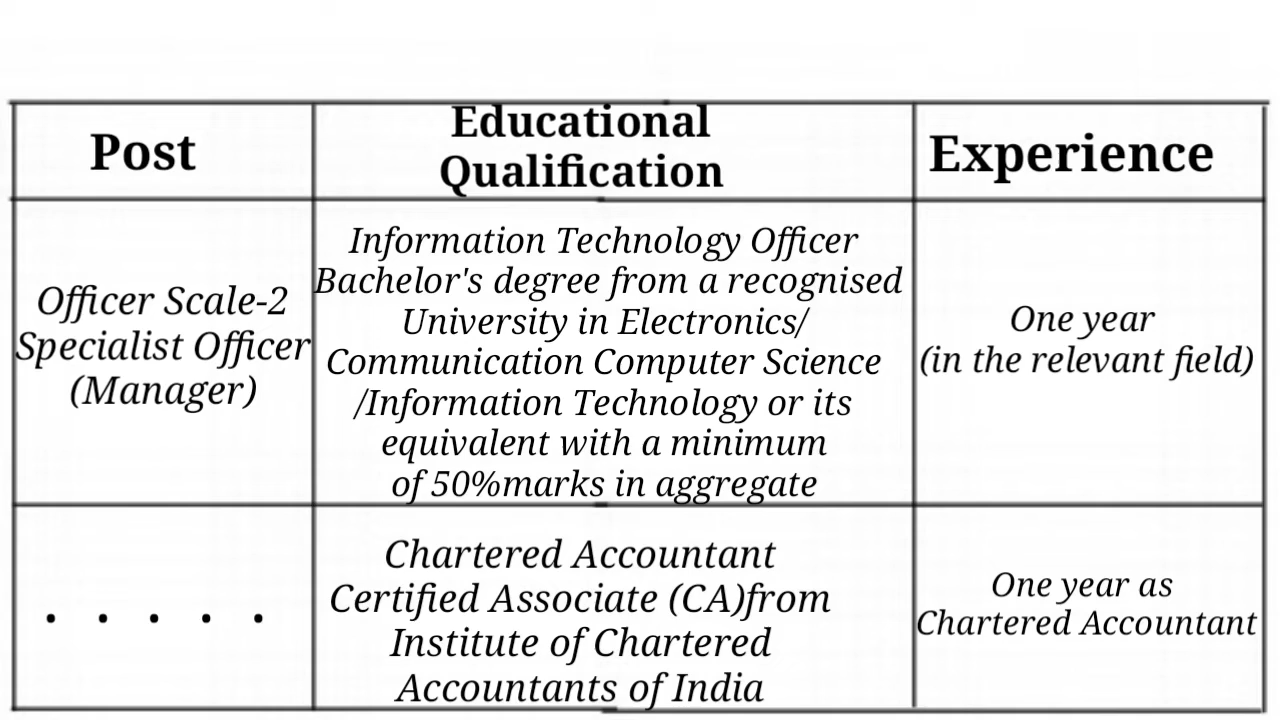 Post
Educational
Qualification
Experience
Officer Scale-2
Specialist Officer
(Manager)
Information Technology Officer
Bachelor's degree from a recognised
University in Electronics/
Communication Computer Science
/Information Technology or its
equivalent with a minimum
of 50%marks in aggregate
One year
(in the relevant field)
. . . . .
Chartered Accountant
Certified Associate (CA)from
Institute of Chartered
Accountants of India
One year as
Chartered Accountant